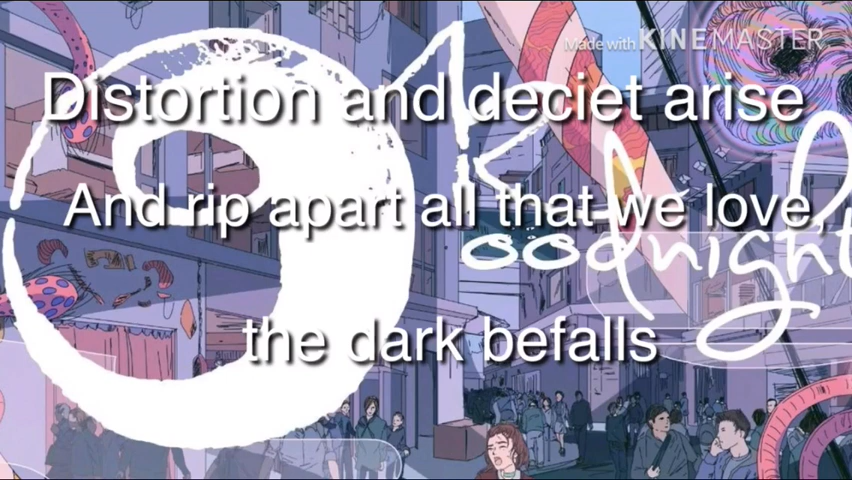 Made with KINEMASTER
Distortion and deciet arise
And rip apart all that we love,
oodnight
the dark befalls